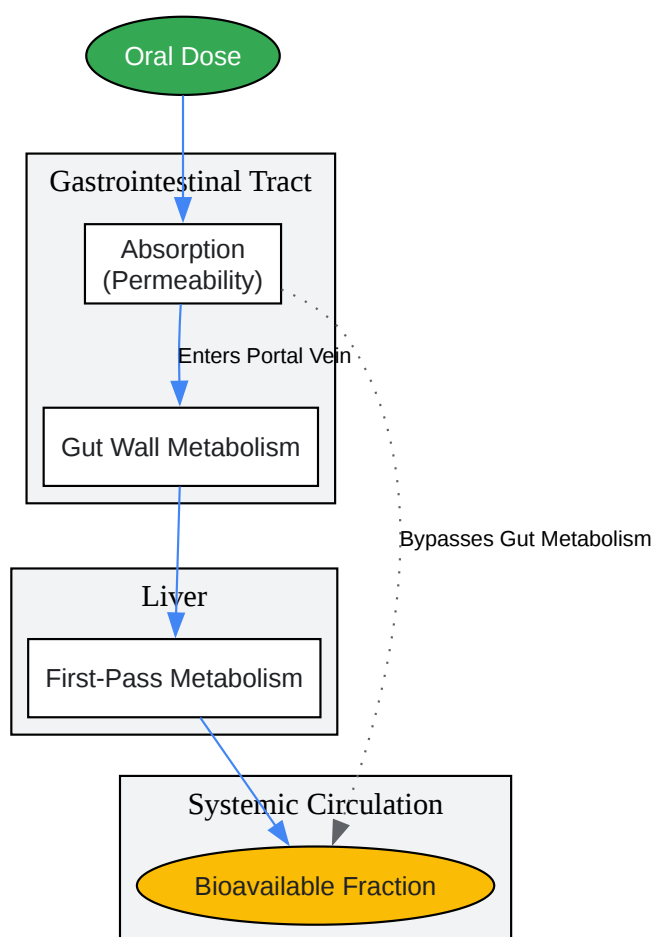 Oral Dose
Gastrointestinal Tract
Absorption
(Permeability)
Enters Portal Vein
Gut Wall Metabolism
Bypasses Gut Metabolism
Liver
First-Pass Metabolism
Systemic Circulation
Bioavailable Fraction